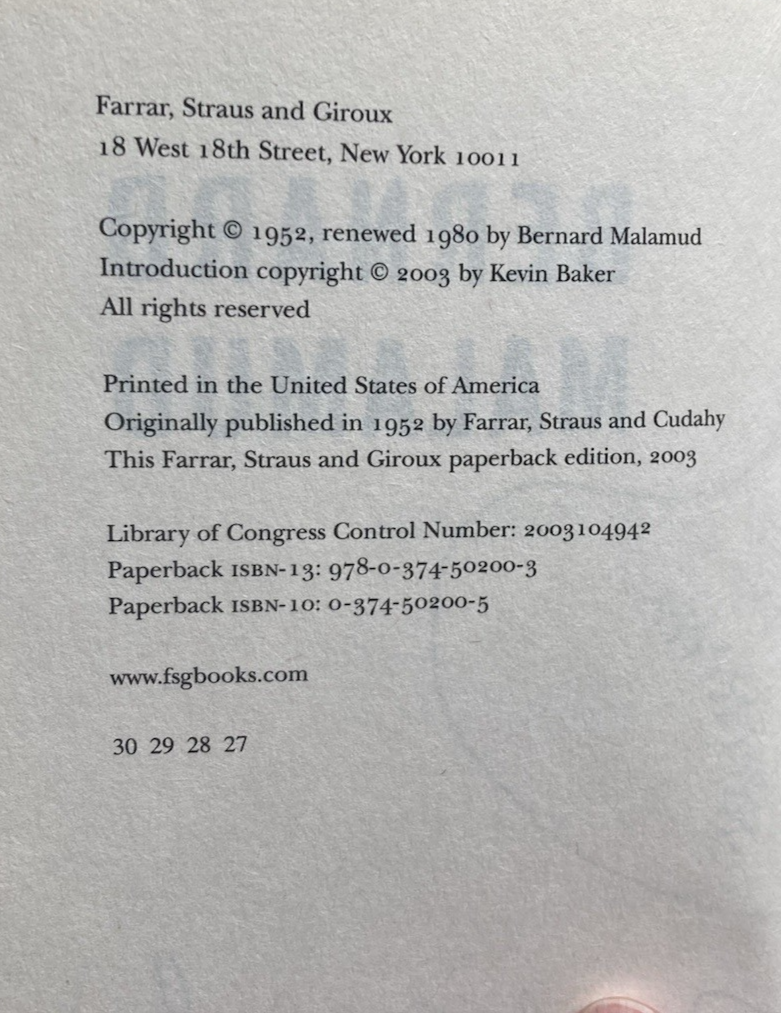 Farrar, Straus and Giroux
18 West 18th Street, New York 10011
Copyright © 1952, renewed 1980 by Bernard Malamud
Introduction copyright © 2003 by Kevin Baker
All rights reserved
Printed in the United States of America
Originally published in 1952 by Farrar, Straus and Cudahy
This Farrar, Straus and Giroux paperback edition, 2003
Library of Congress Control Number: 2003104942
Paperback ISBN-13: 978-0-374-50200-3
Paperback ISBN-10: 0-374-50200-5
www.fsgbooks.com
30 29 28 27